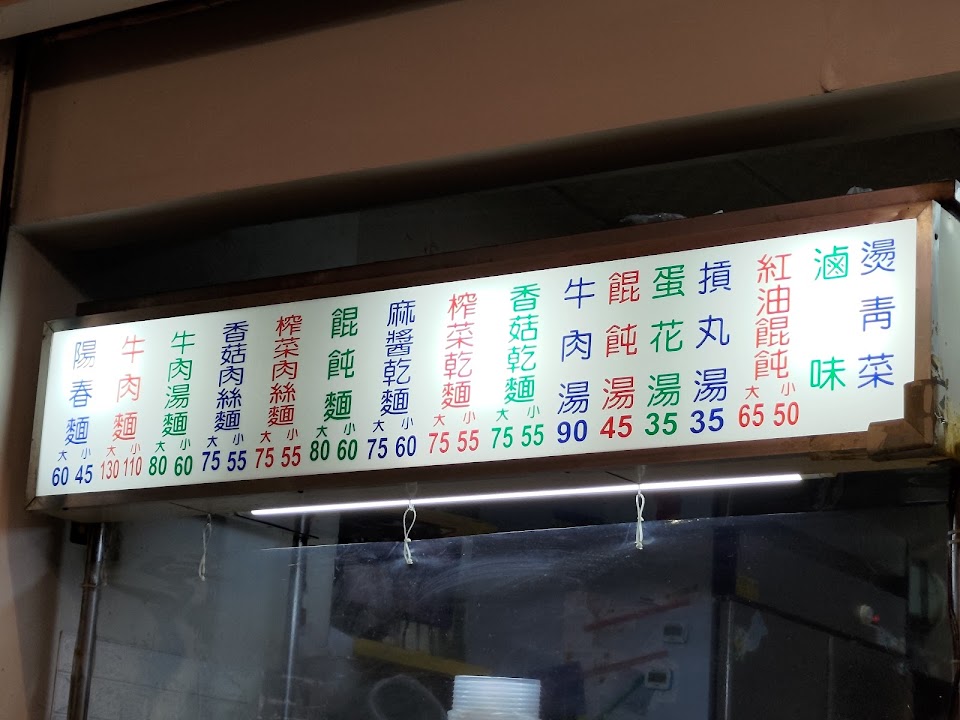 陽春麵 大60 小45
牛肉麵 大130 小110
牛肉湯麵 大80 小60
香菇肉絲麵 大75 小55
榨菜肉絲麵 大75 小55
餛飩麵 大80 小60
麻醬乾麵 大75 小60
榨菜乾麵 大75 小55
香菇乾麵 大75 小55
牛肉湯 90
餛飩湯 45
蛋花湯 35
摃丸湯 35
紅油餛飩 大65 小50
滷味
燙青菜